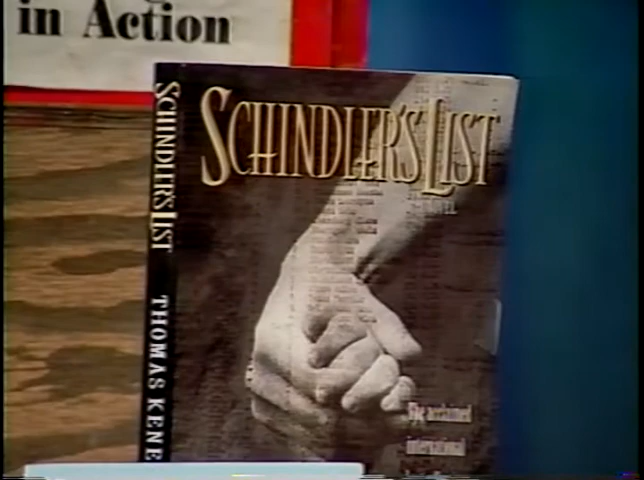 in Action
SCHINDLER'S LIST
SCHINDLER'S LIST
THOMAS KENE
The acclaimed
international